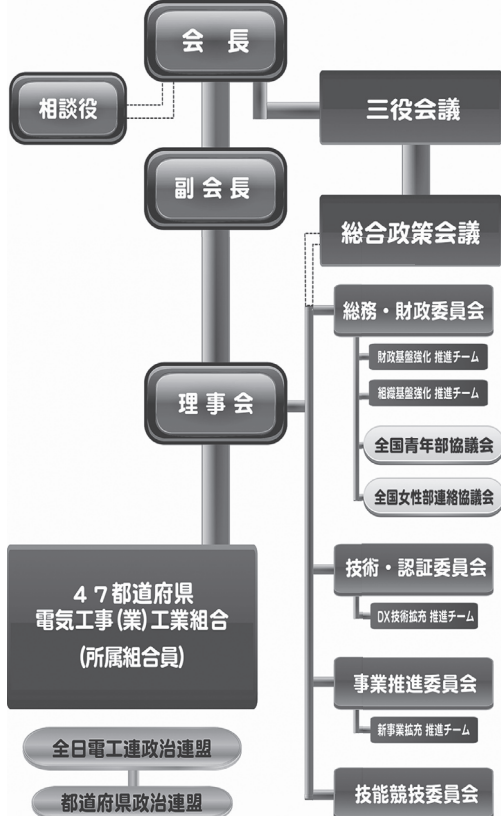 会 長
相談役
三役会議
副会長
総合政策会議
総務・財政委員会
財政基盤強化 推進チーム
組織基盤強化 推進チーム
理事会
全国青年部協議会
全国女性部連絡協議会
47都道府県
電気工事(業)工業組合
(所属組合員)
技術・認証委員会
DX技術拡充 推進チーム
事業推進委員会
新事業拡充 推進チーム
全日電工連政治連盟
都道府県政治連盟
技能競技委員会